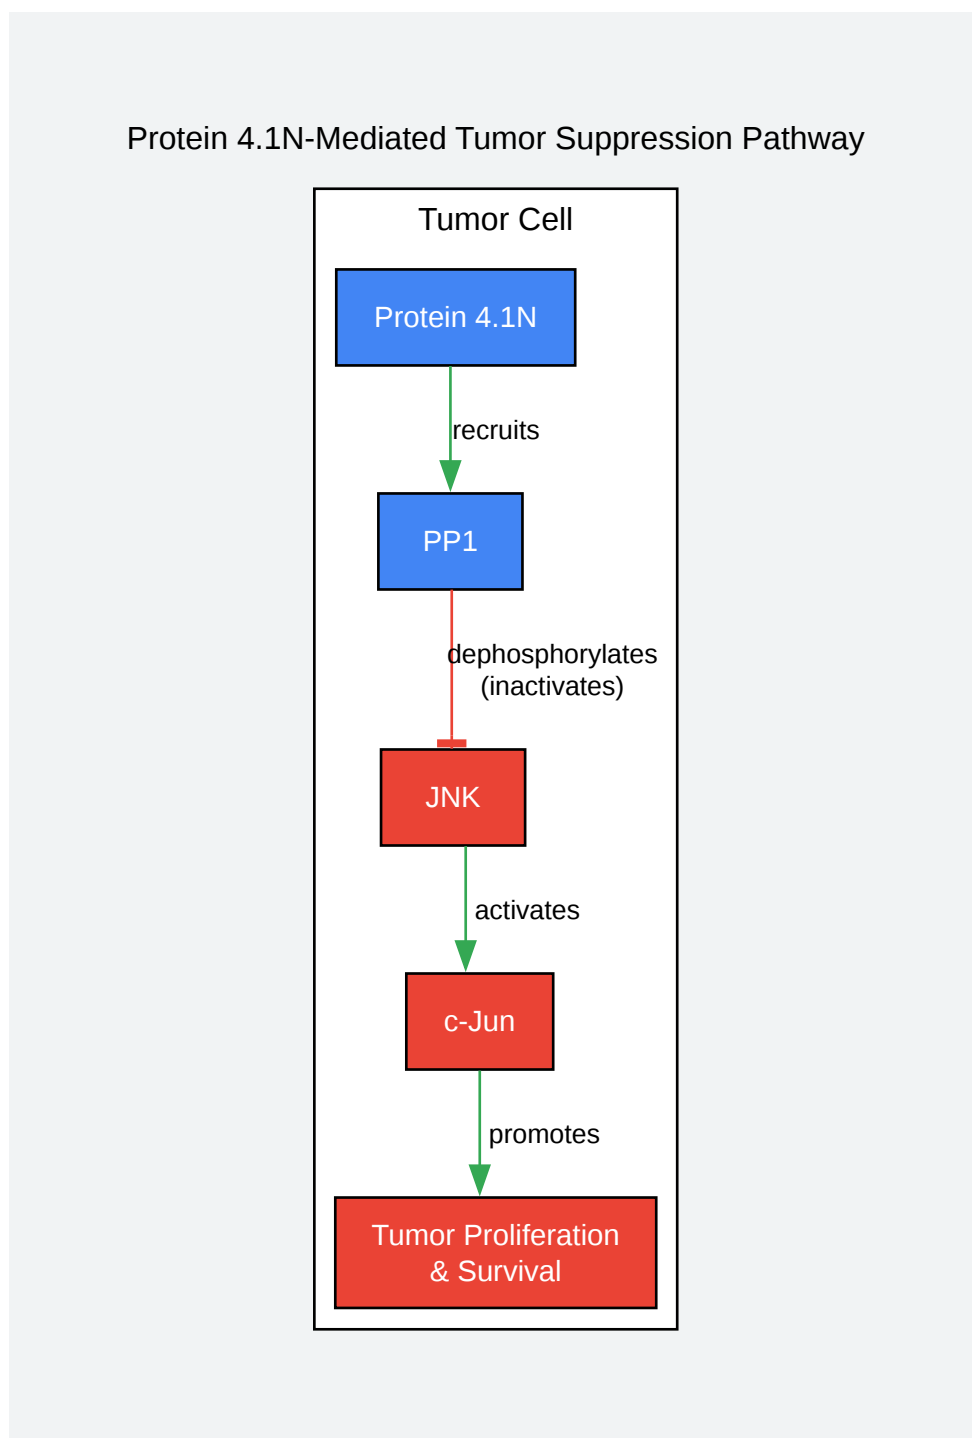 Protein 4.1N-Mediated Tumor Suppression Pathway
Tumor Cell
Protein 4.1N
recruits
PP1
dephosphorylates
(inactivates)
JNK
activates
c-Jun
promotes
Tumor Proliferation
& Survival